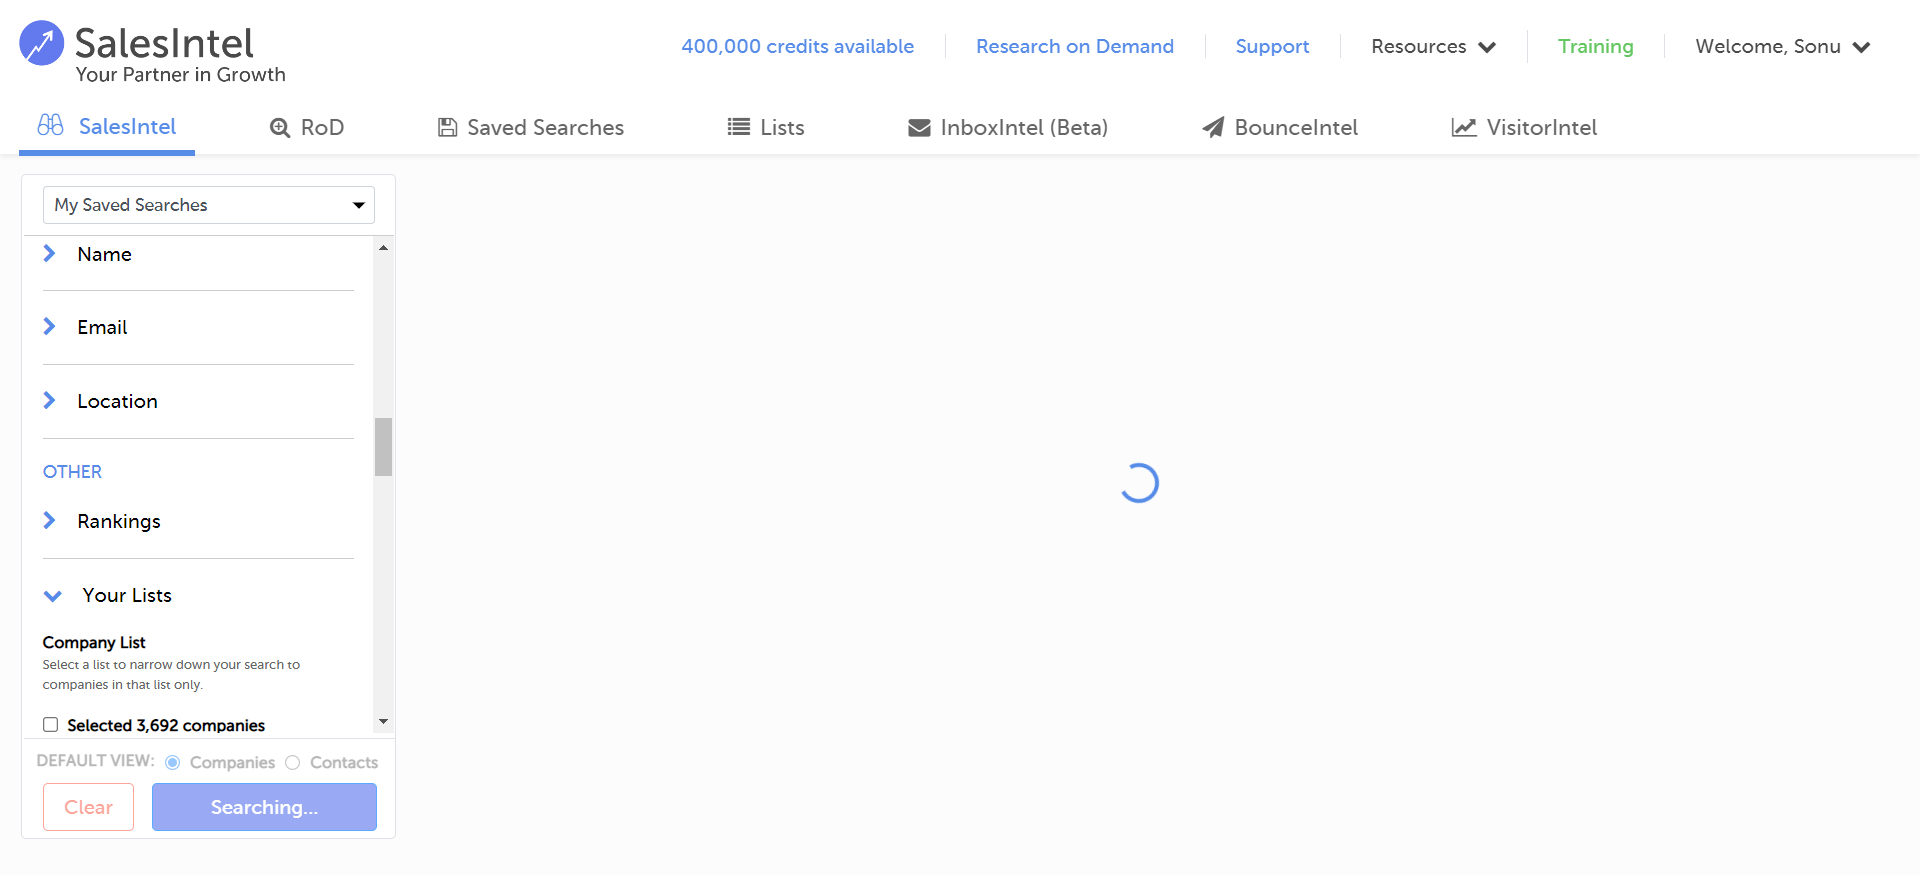 SalesIntel
Your Partner in Growth
400,000 credits available
Research on Demand
Support
Resources
Training
Welcome, Sonu
SalesIntel
RoD
Saved Searches
Lists
InboxIntel (Beta)
BounceIntel
VisitorIntel
My Saved Searches
Name
Email
Location
OTHER
Rankings
Your Lists
Company List
Select a list to narrow down your search to
companies in that list only.
Selected 3,692 companies
DEFAULT VIEW: Companies Contacts
Clear
Searching...